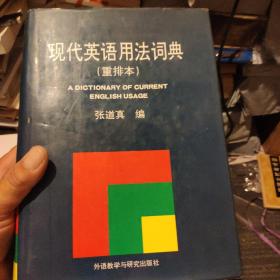 现代英语用法词典
(重排本)
A DICTIONARY OF CURRENT
ENGLISH USAGE
张道真 编
外语教学与研究出版社